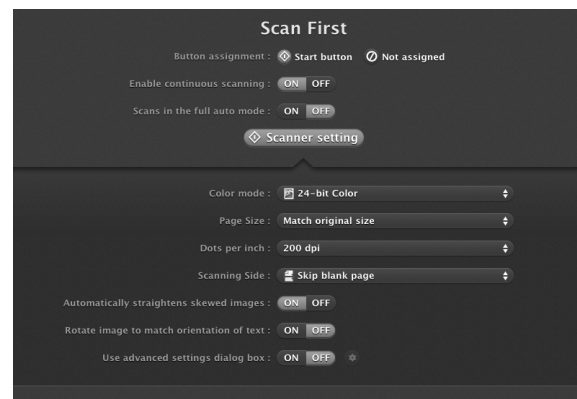 Scan First
Button assignment : Start button Not assigned
Enable continuous scanning : ON OFF
Scans in the full auto mode : ON OFF
Scanner setting
Color mode : 24-bit Color
Page Size : Match original size
Dots per inch : 200 dpi
Scanning Side : Skip blank page
Automatically straightens skewed images : ON OFF
Rotate image to match orientation of text : ON OFF
Use advanced settings dialog box : ON OFF